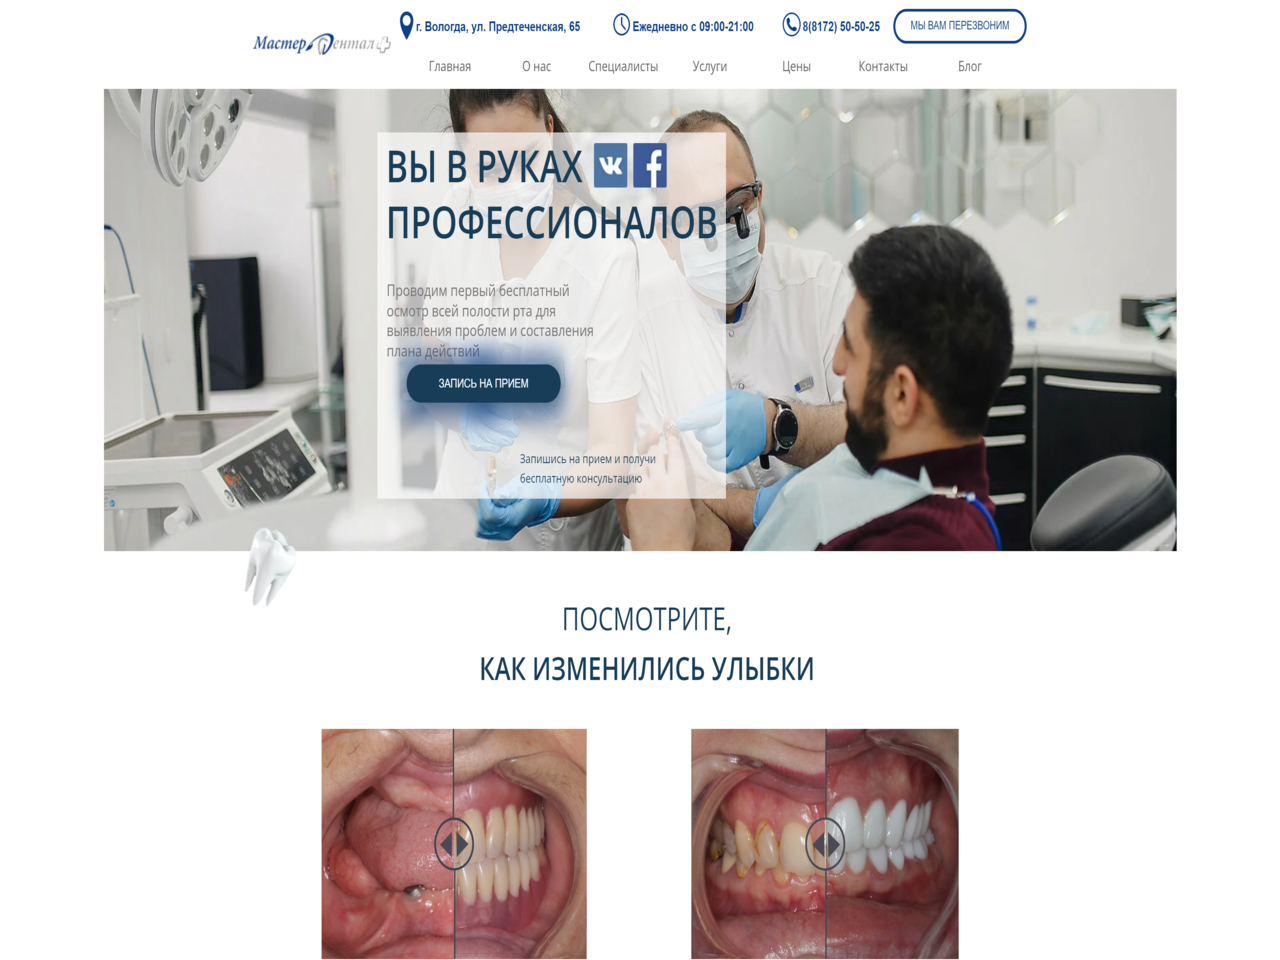 Мастер Дентал
г. Вологда, ул. Предтеченская, 65
Ежедневно с 09:00-21:00
8(8172) 50-50-25
МЫ ВАМ ПЕРЕЗВОНИМ
Главная
О нас
Специалисты
Услуги
Цены
Контакты
Блог
ВЫ В РУКАХ
ПРОФЕССИОНАЛОВ
Проводим первый бесплатный
осмотр всей полости рта для
выявления проблем и составления
плана действий
ЗАПИСЬ НА ПРИЕМ
Запишись на прием и получи
бесплатную консультацию
ПОСМОТРИТЕ,
КАК ИЗМЕНИЛИСЬ УЛЫБКИ